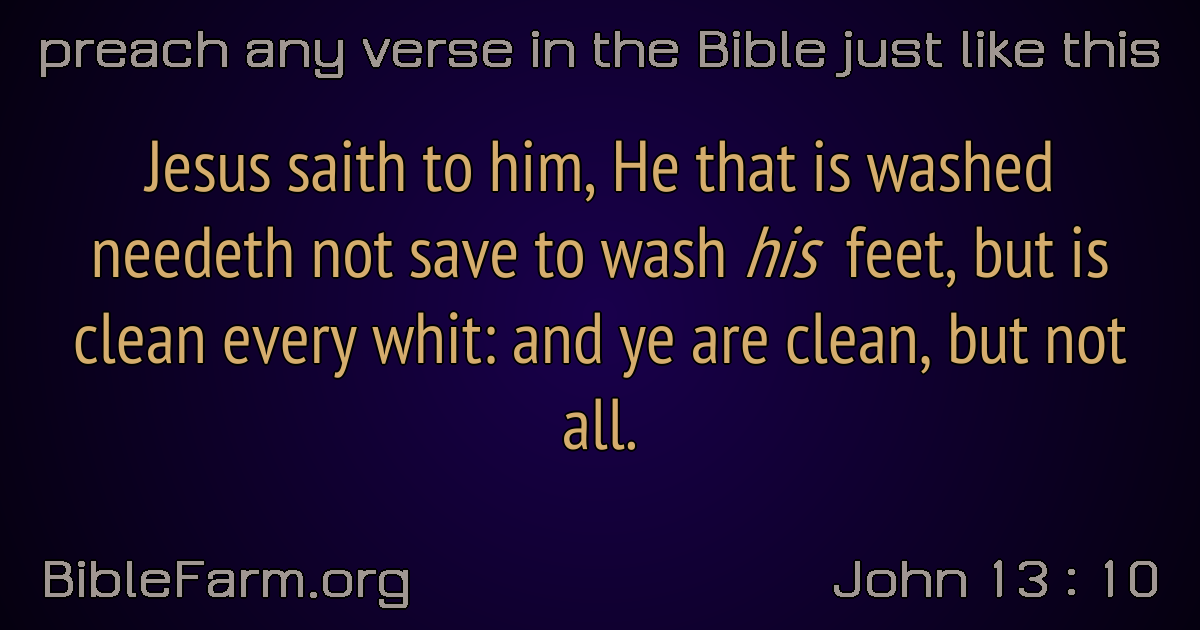 preach any verse in the Bible just like this
Jesus saith to him, He that is washed
needeth not save to wash his feet, but is
clean every whit: and ye are clean, but not
all.
BibleFarm.org
John 13 : 10